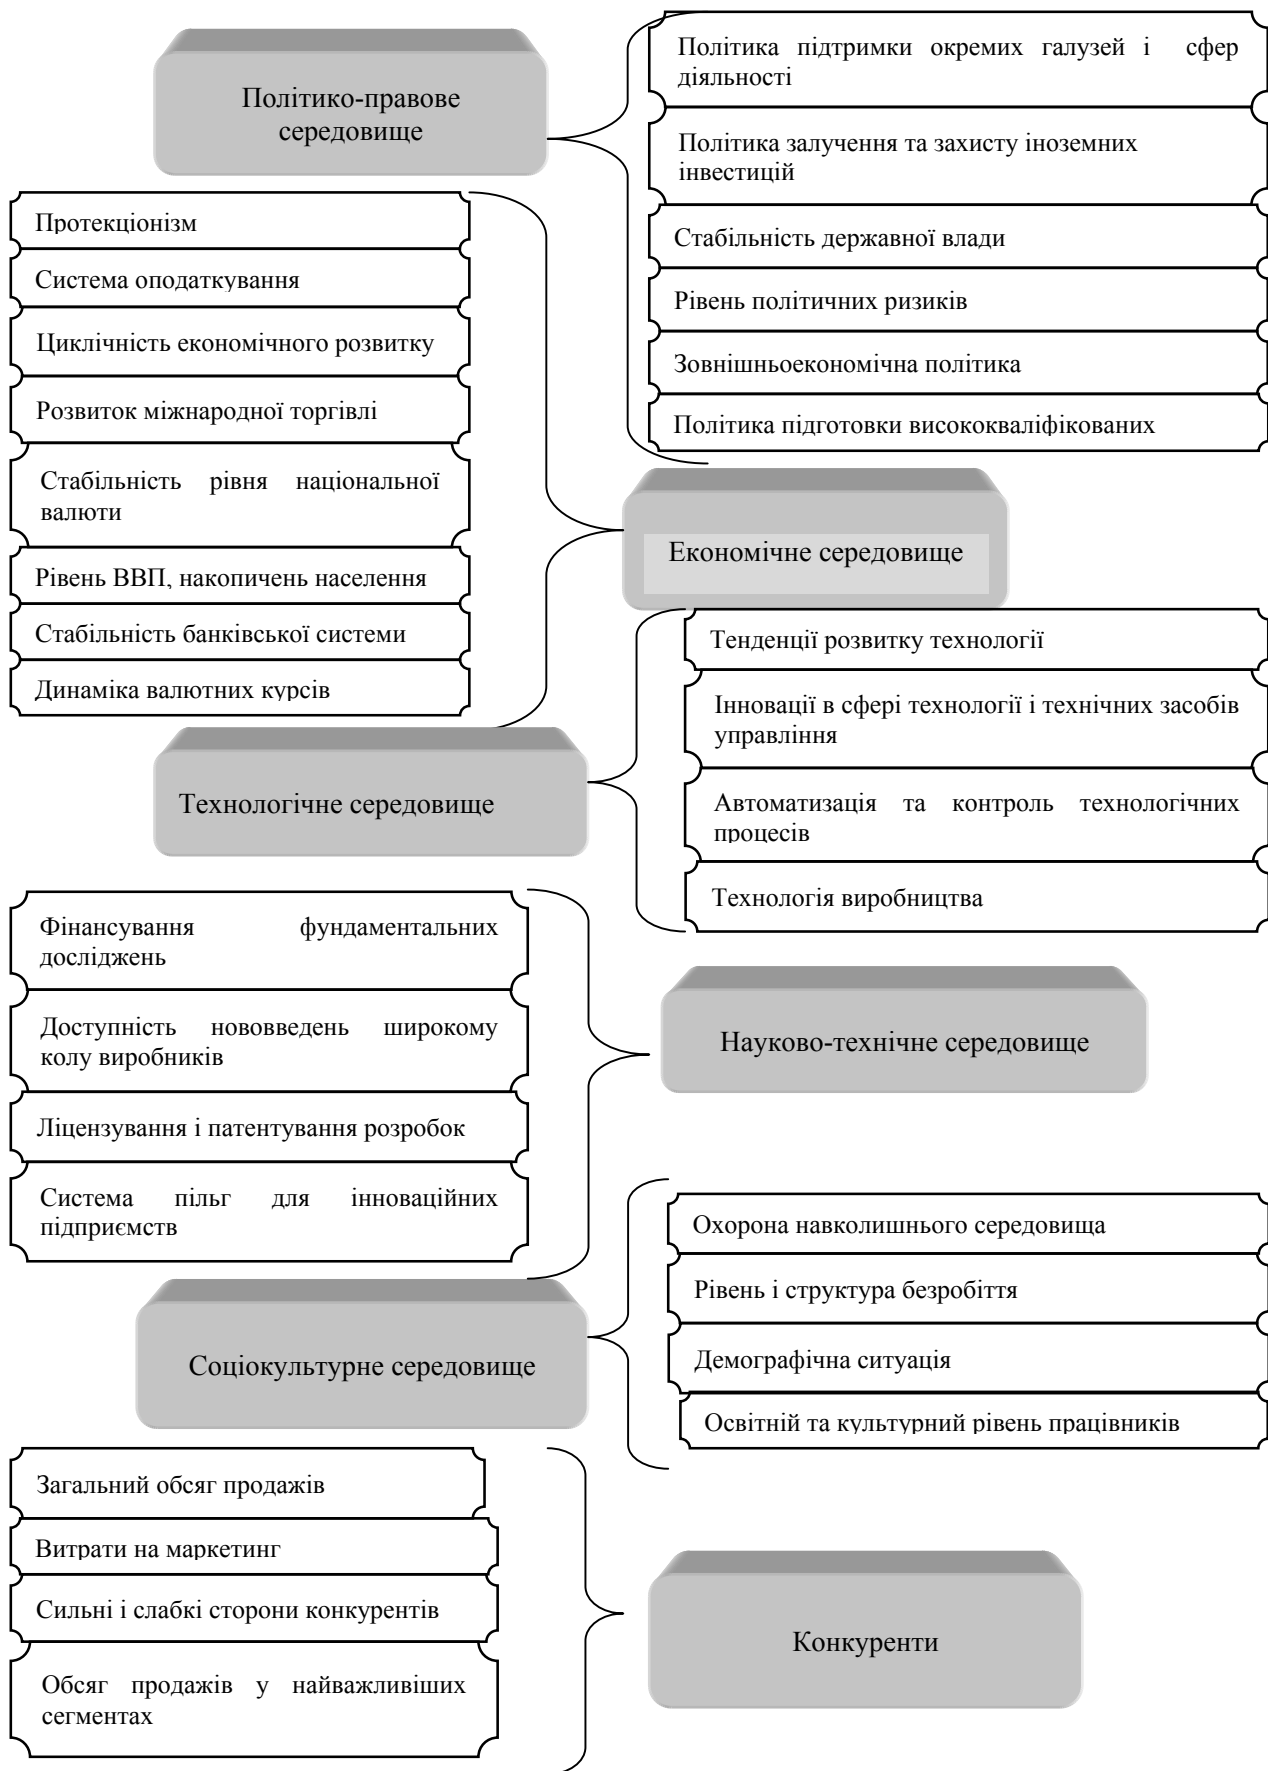 Політико-правове
середовище
Політика підтримки окремих галузей і сфер
діяльності
Політика залучення та захисту іноземних
інвестицій
Стабільність державної влади
Рівень політичних ризиків
Зовнішньоекономічна політика
Політика підготовки висококваліфікованих
Протекціонізм
Система оподаткування
Циклічність економічного розвитку
Розвиток міжнародної торгівлі
Стабільність рівня національної
валюти
Рівень ВВП, накопичень населення
Стабільність банківської системи
Динаміка валютних курсів
Економічне середовище
Технологічне середовище
Тенденції розвитку технології
Інновації в сфері технології і технічних засобів
управління
Автоматизація та контроль технологічних
процесів
Технологія виробництва
Фінансування фундаментальних
досліджень
Доступність нововведень широкому
колу виробників
Ліцензування і патентування розробок
Система пільг для інноваційних
підприємств
Науково-технічне середовище
Соціокультурне середовище
Охорона навколишнього середовища
Рівень і структура безробіття
Демографічна ситуація
Освітній та культурний рівень працівників
Загальний обсяг продажів
Витрати на маркетинг
Сильні і слабкі сторони конкурентів
Обсяг продажів у найважливіших
сегментах
Конкуренти